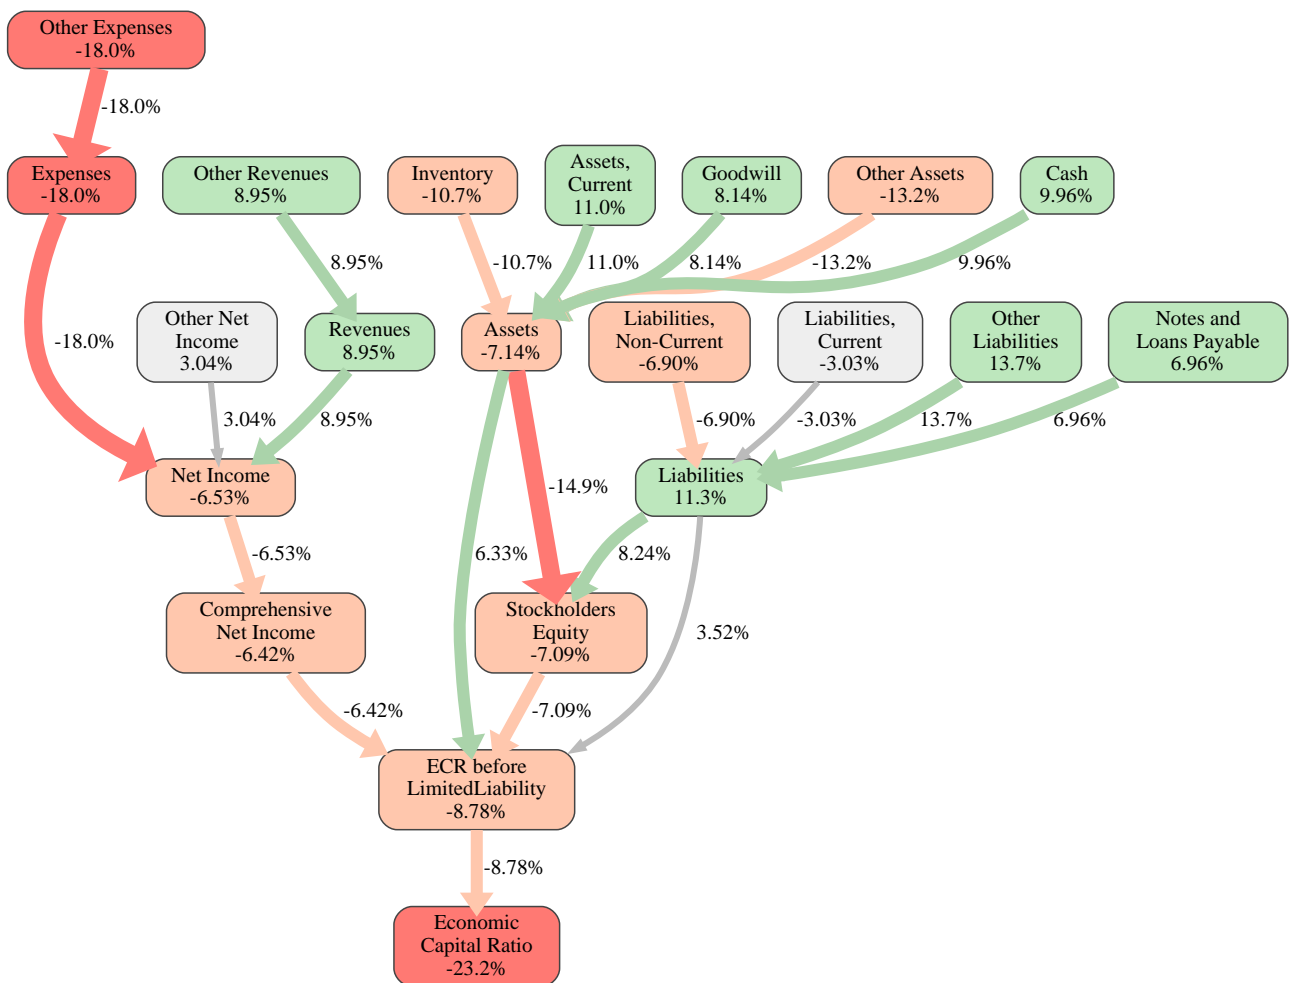 Other Expenses
-18.0%
-18.0%
Expenses
-18.0%
Other Revenues
8.95%
Inventory
-10.7%
Assets,
Current
11.0%
Goodwill
8.14%
Other Assets
-13.2%
Cash
9.96%
8.95%
-10.7%
11.0%
8.14%
-13.2%
9.96%
-18.0%
Other Net
Income
3.04%
Revenues
8.95%
Assets
-7.14%
Liabilities,
Non-Current
-6.90%
Liabilities,
Current
-3.03%
Other
Liabilities
13.7%
Notes and
Loans Payable
6.96%
3.04%
8.95%
-6.90%
-3.03%
13.7%
6.96%
Net Income
-6.53%
-14.9%
Liabilities
11.3%
-6.53%
6.33%
8.24%
Comprehensive
Net Income
-6.42%
Stockholders
Equity
-7.09%
3.52%
-6.42%
-7.09%
ECR before
LimitedLiability
-8.78%
-8.78%
Economic
Capital Ratio
-23.2%